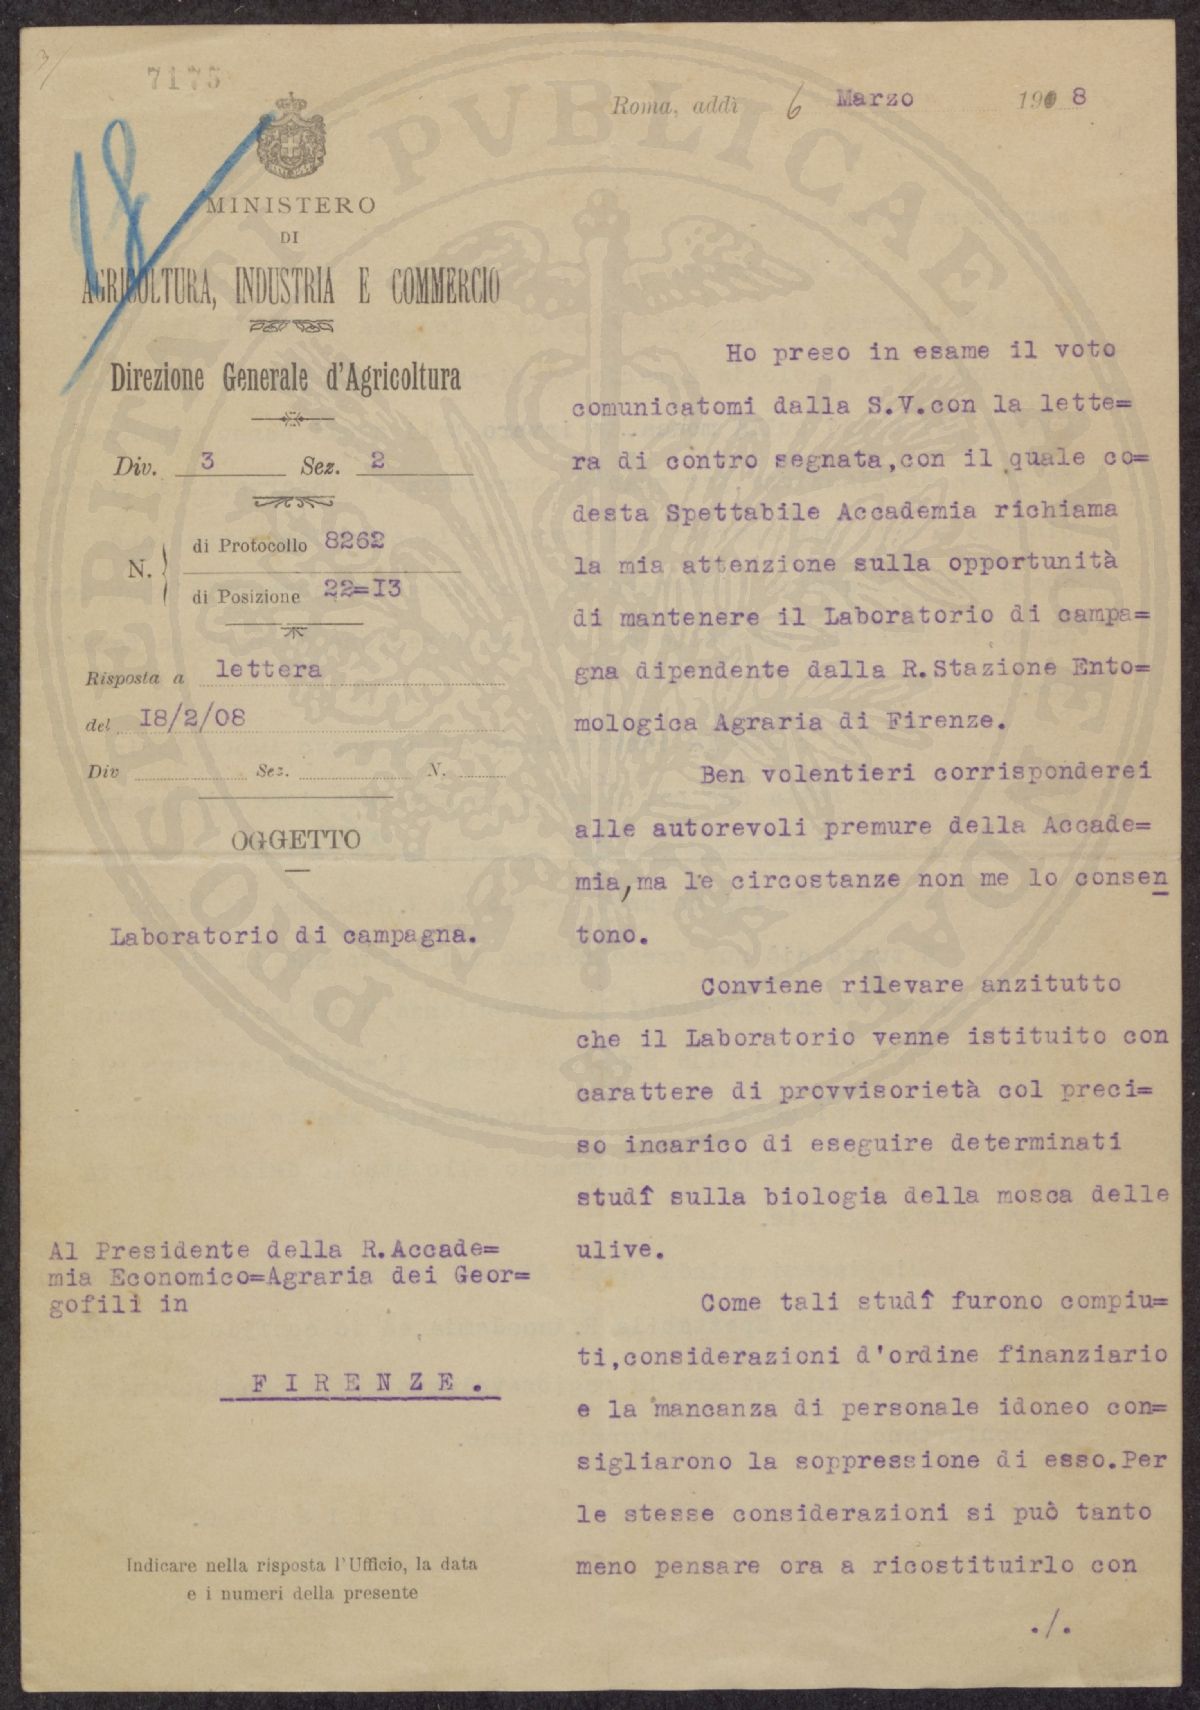 3/
7175
18
Roma, addì 6 Marzo 1908
MINISTERO
DI
AGRICOLTURA, INDUSTRIA E COMMERCIO
Direzione Generale d'Agricoltura
Div. 3 Sez. 2
N. di Protocollo 8262
di Posizione 22=I3
Risposta a lettera
del I8/2/08
Div Sez. N.
OGGETTO
Laboratorio di campagna.
Al Presidente della R.Accade=
mia Economico=Agraria dei Geor=
gofili in
FIRENZE.
Indicare nella risposta l'Ufficio, la data
e i numeri della presente
Ho preso in esame il voto
comunicatomi dalla S.V.con la lette=
ra di contro segnata,con il quale co=
desta Spettabile Accademia richiama
la mia attenzione sulla opportunità
di mantenere il Laboratorio di campa=
gna dipendente dalla R.Stazione Ento=
mologica Agraria di Firenze.
Ben volentieri corrisponderei
alle autorevoli premure della Accade=
mia,ma le circostanze non me lo consen
tono.
Conviene rilevare anzitutto
che il Laboratorio venne istituito con
carattere di provvisorietà col preci=
so incarico di eseguire determinati
studî sulla biologia della mosca delle
ulive.
Come tali studî furono compiu=
ti,considerazioni d'ordine finanziario
e la mancanza di personale idoneo con=
sigliarono la soppressione di esso.Per
le stesse considerazioni si può tanto
meno pensare ora a ricostituirlo con
./.
PROSPERITASI PVBLICAE AVGENDAE